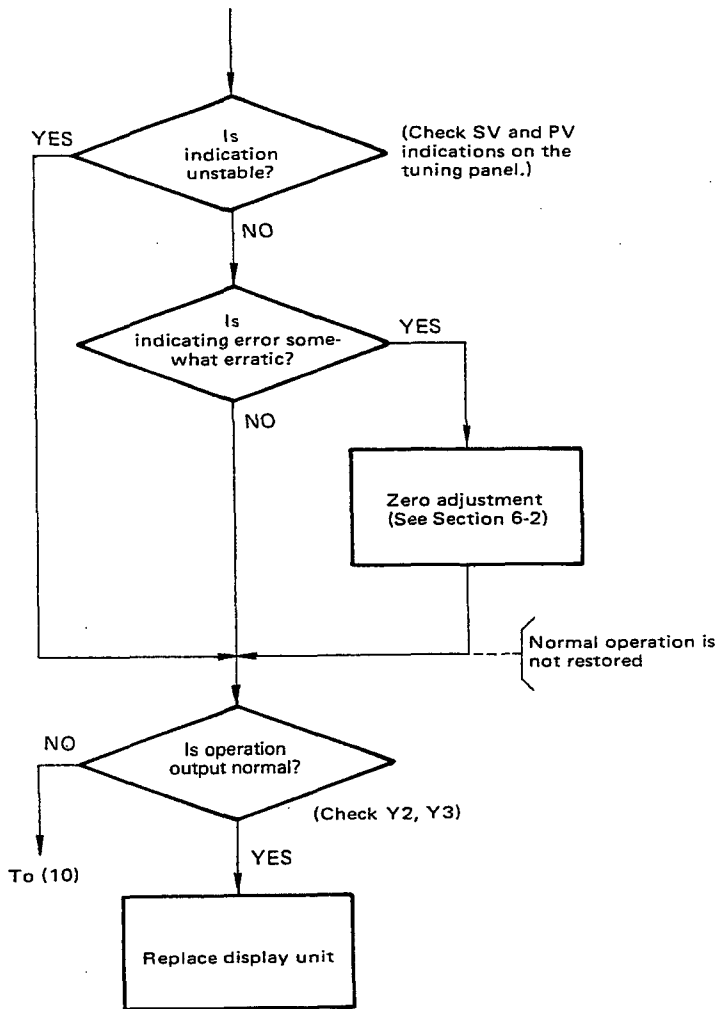 YES
Is
indication
unstable?
(Check SV and PV
indications on the
tuning panel.)
NO
Is
indicating error some-
what erratic?
YES
NO
Zero adjustment
(See Section 6-2)
Normal operation is
not restored
NO
Is operation
output normal?
(Check Y2, Y3)
YES
To (10)
Replace display unit